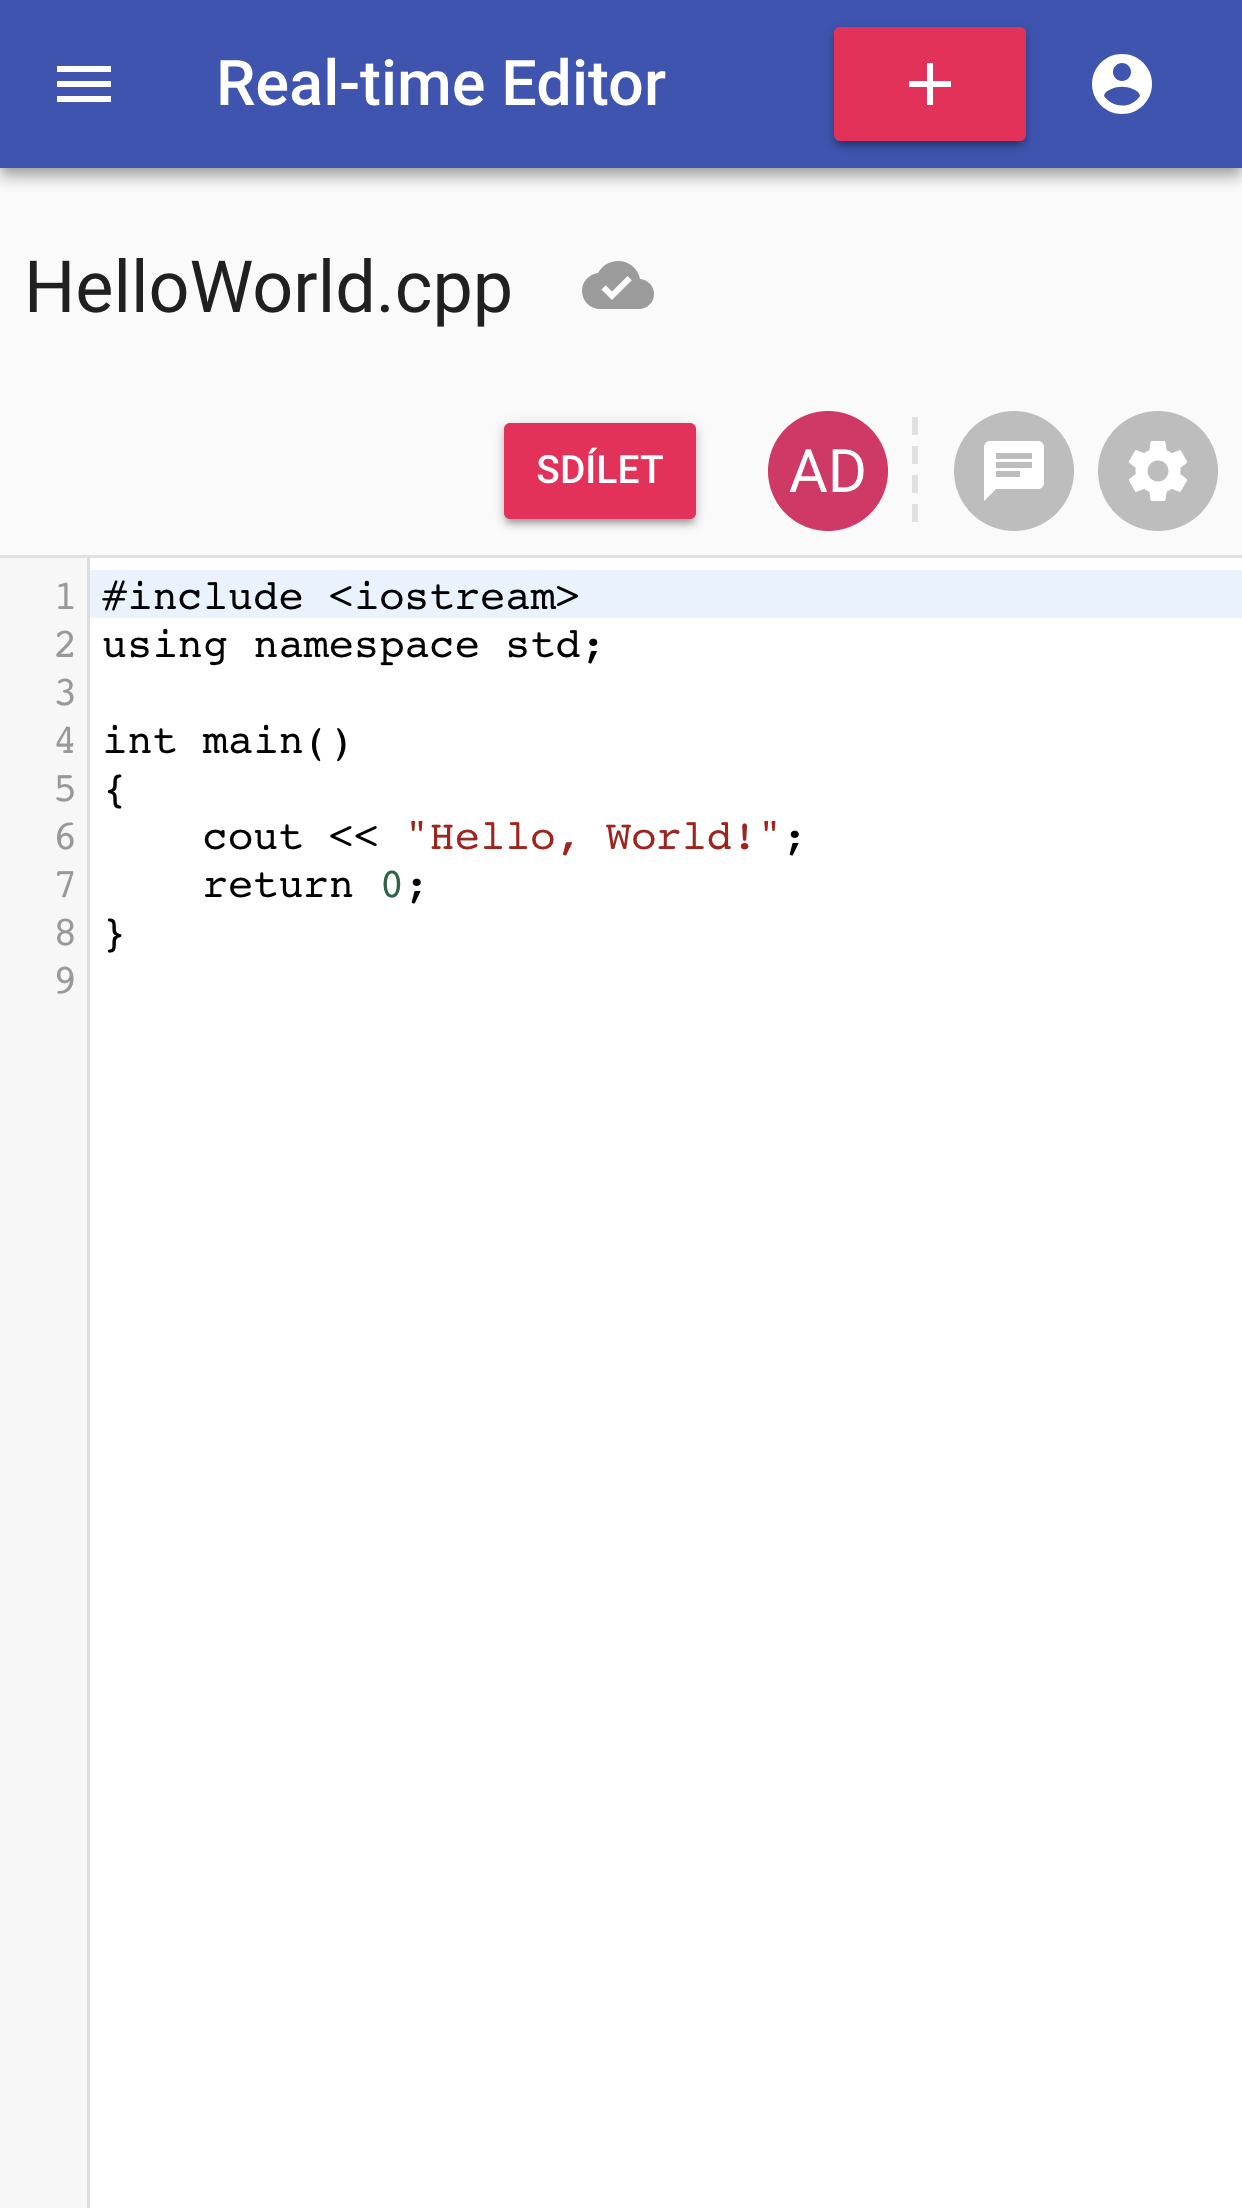 Real-time Editor
HelloWorld.cpp
SDÍLET
AD
1 #include <iostream>
2 using namespace std;
3
4 int main()
5 {
6     cout << "Hello, World!";
7     return 0;
8 }
9